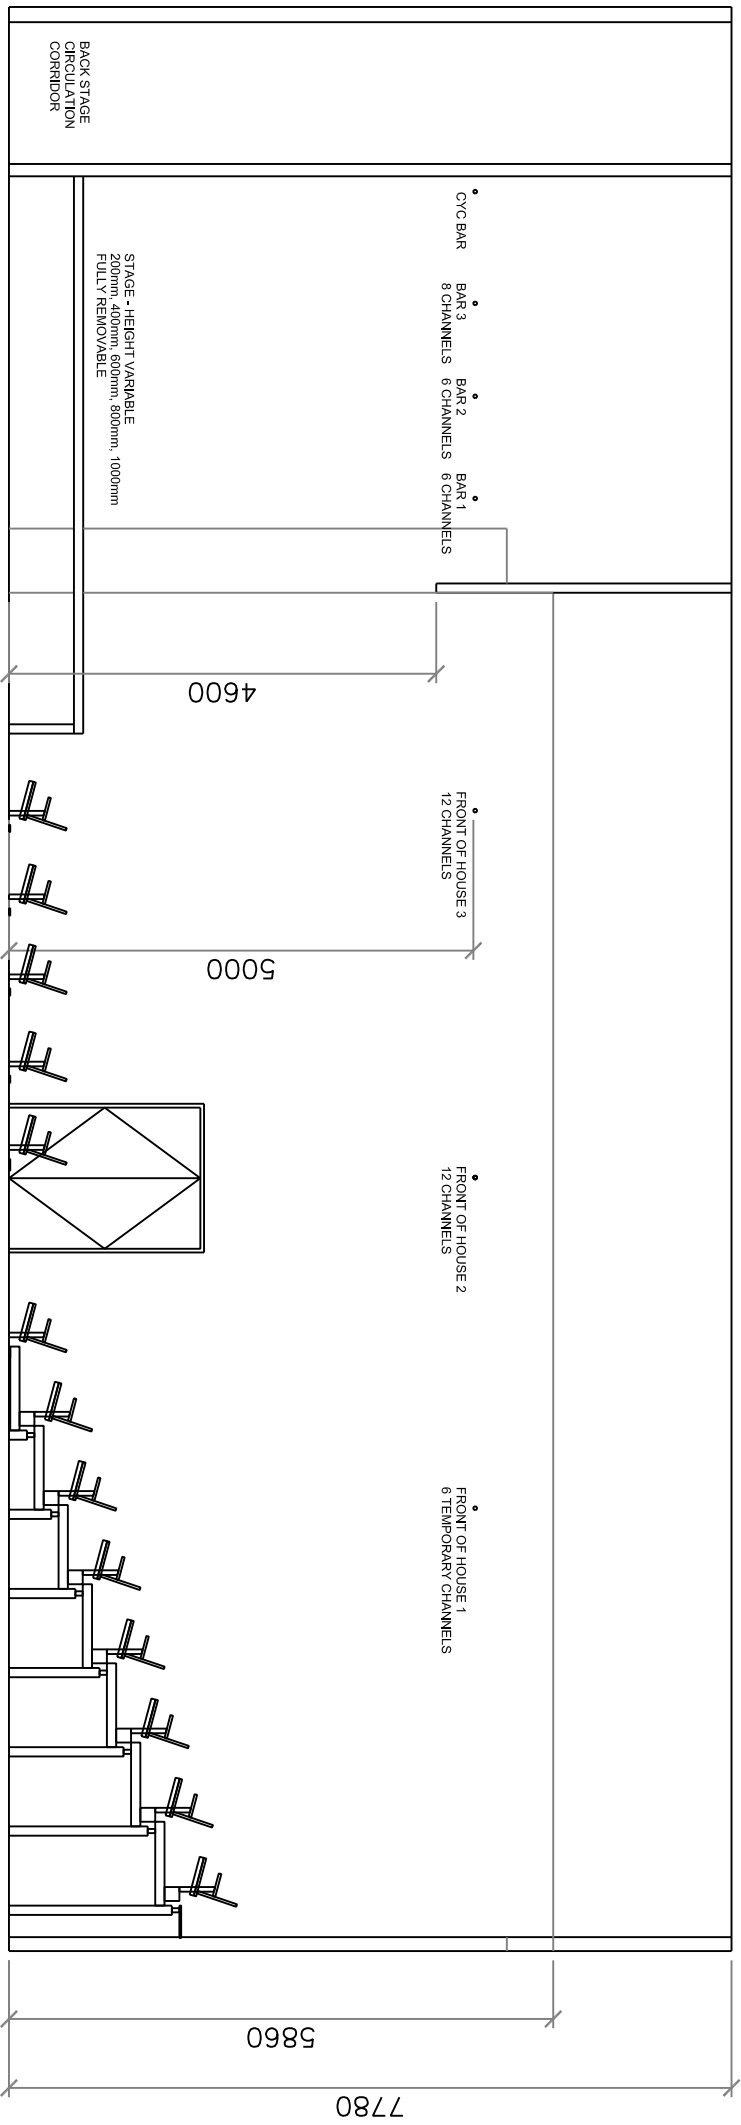 BACK STAGE
CIRCULATION
CORRIDOR
CYC BAR
BAR 3
8 CHANNELS
BAR 2
6 CHANNELS
BAR 1
6 CHANNELS
STAGE - HEIGHT VARIABLE
200mm, 400mm, 600mm, 800mm, 1000mm
FULLY REMOVABLE
4600
FRONT OF HOUSE 3
12 CHANNELS
5000
FRONT OF HOUSE 2
12 CHANNELS
FRONT OF HOUSE 1
6 TEMPORARY CHANNELS
5860
7780